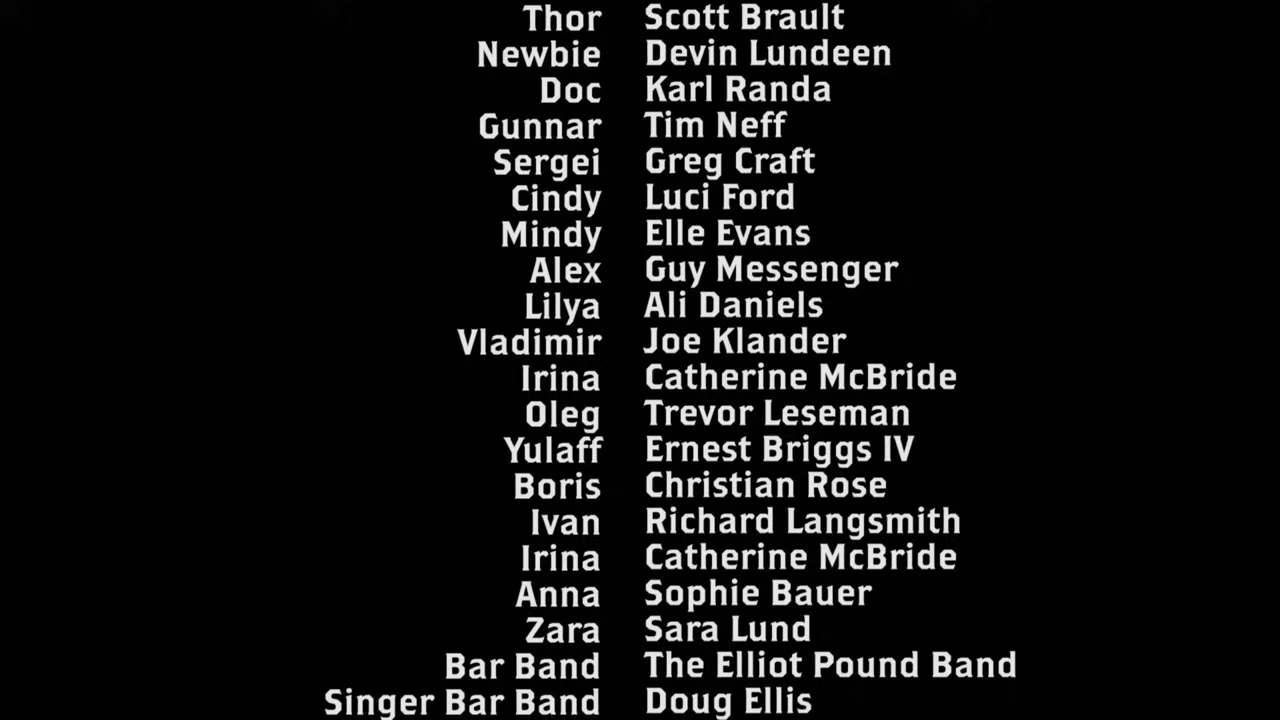 Thor Scott Brault
Newbie Devin Lundeen
Doc Karl Randa
Gunnar Tim Neff
Sergei Greg Craft
Cindy Luci Ford
Mindy Elle Evans
Alex Guy Messenger
Lilya Ali Daniels
Vladimir Joe Klander
Irina Catherine McBride
Oleg Trevor Leseman
Yulaff Ernest Briggs IV
Boris Christian Rose
Ivan Richard Langsmith
Irina Catherine McBride
Anna Sophie Bauer
Zara Sara Lund
Bar Band The Elliot Pound Band
Singer Bar Band Doug Ellis